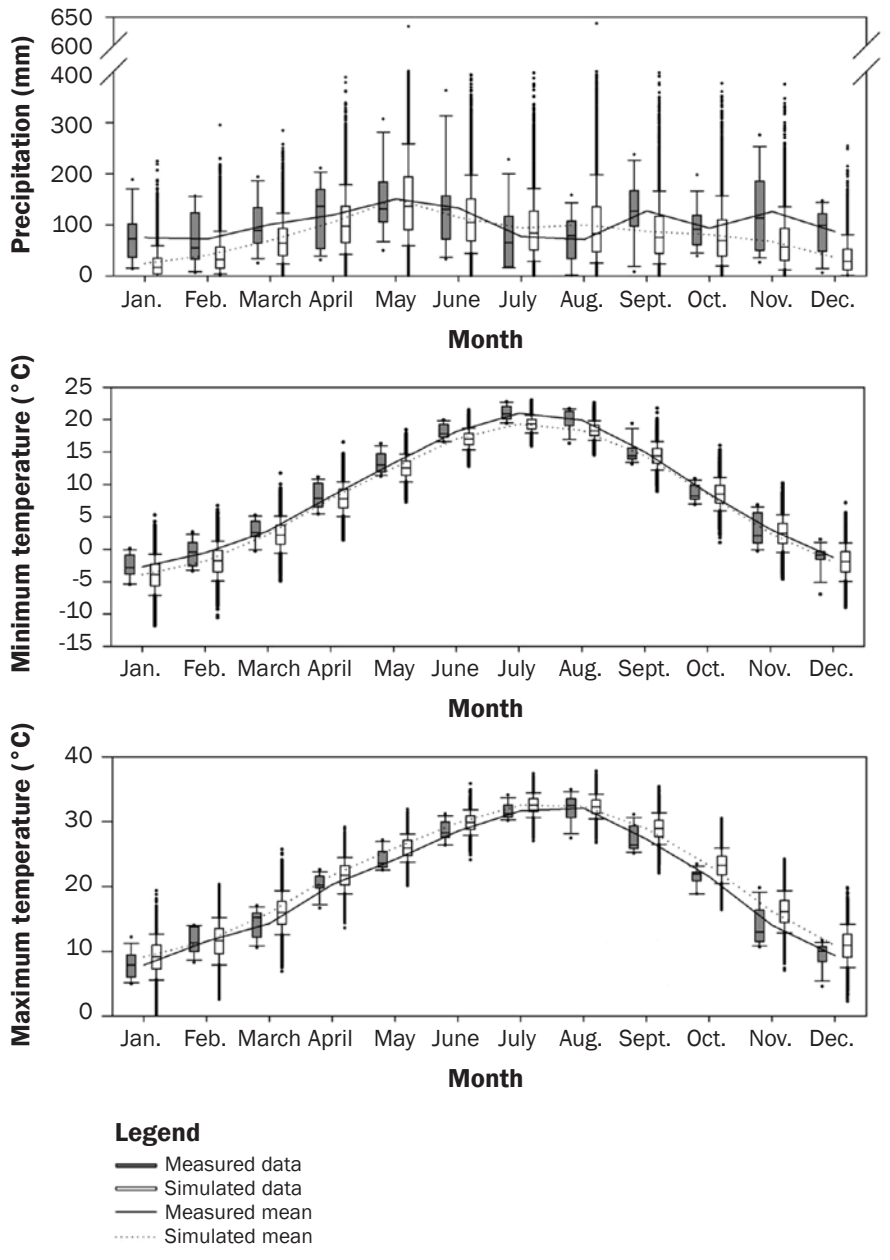 Precipitation (mm)
650
600
400
300
200
100
0
Jan. Feb. March April May June July Aug. Sept. Oct. Nov. Dec.
Month
Minimum temperature (°C)
25
20
15
10
5
0
-5
-10
-15
Jan. Feb. March April May June July Aug. Sept. Oct. Nov. Dec.
Month
Maximum temperature (°C)
40
30
20
10
0
Jan. Feb. March April May June July Aug. Sept. Oct. Nov. Dec.
Month
Legend
Measured data
Simulated data
Measured mean
Simulated mean